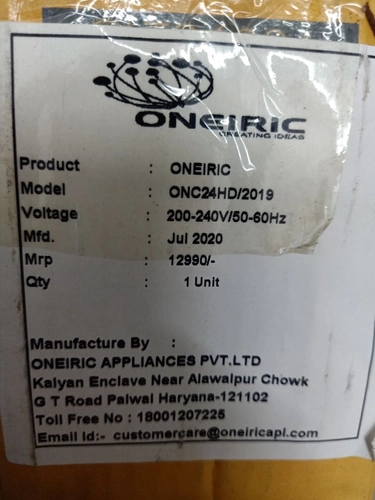 ONEIRIC
CREATING IDEAS
Product : ONEIRIC
Model : ONC24HD/2019
Voltage : 200-240V/50-60Hz
Mfd. : Jul 2020
Mrp : 12990/-
Qty : 1 Unit
Manufacture By :
ONEIRIC APPLIANCES PVT.LTD
Kalyan Enclave Near Alawalpur Chowk
G T Road Palwal Haryana-121102
Toll Free No : 18001207225
Email Id:- customercare@oneiricapl.com